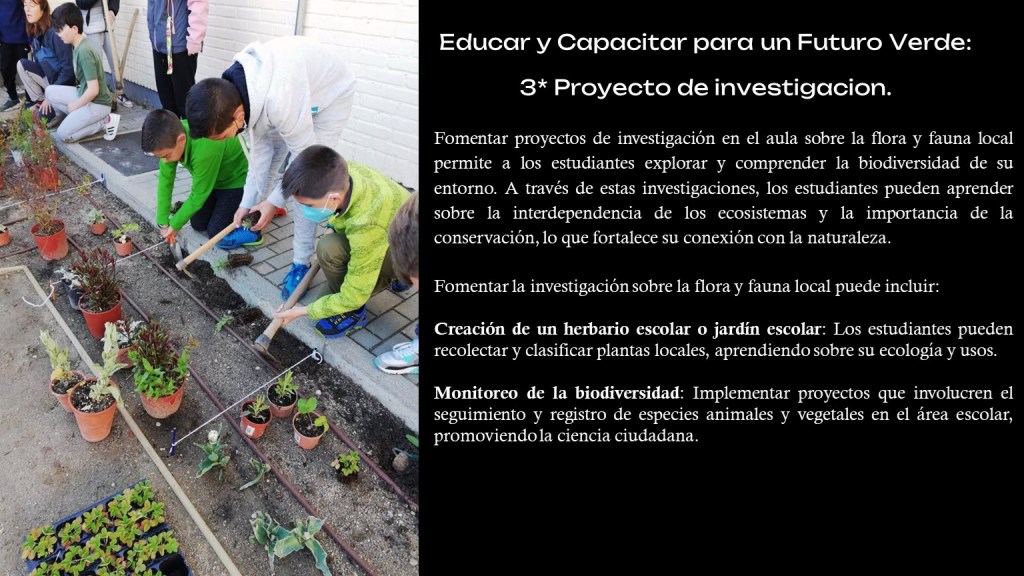 Educar y Capacitar para un Futuro Verde:
3* Proyecto de investigacion.
Fomentar proyectos de investigación en el aula sobre la flora y fauna local
permite a los estudiantes explorar y comprender la biodiversidad de su
entorno. A través de estas investigaciones, los estudiantes pueden aprender
sobre la interdependencia de los ecosistemas y la importancia de la
conservación, lo que fortalece su conexión con la naturaleza.
Fomentar la investigación sobre la flora y fauna local puede incluir:
Creación de un herbario escolar o jardín escolar: Los estudiantes pueden
recolectar y clasificar plantas locales, aprendiendo sobre su ecología y usos.
Monitoreo de la biodiversidad: Implementar proyectos que involucren el
seguimiento y registro de especies animales y vegetales en el área escolar,
promoviendo la ciencia ciudadana.